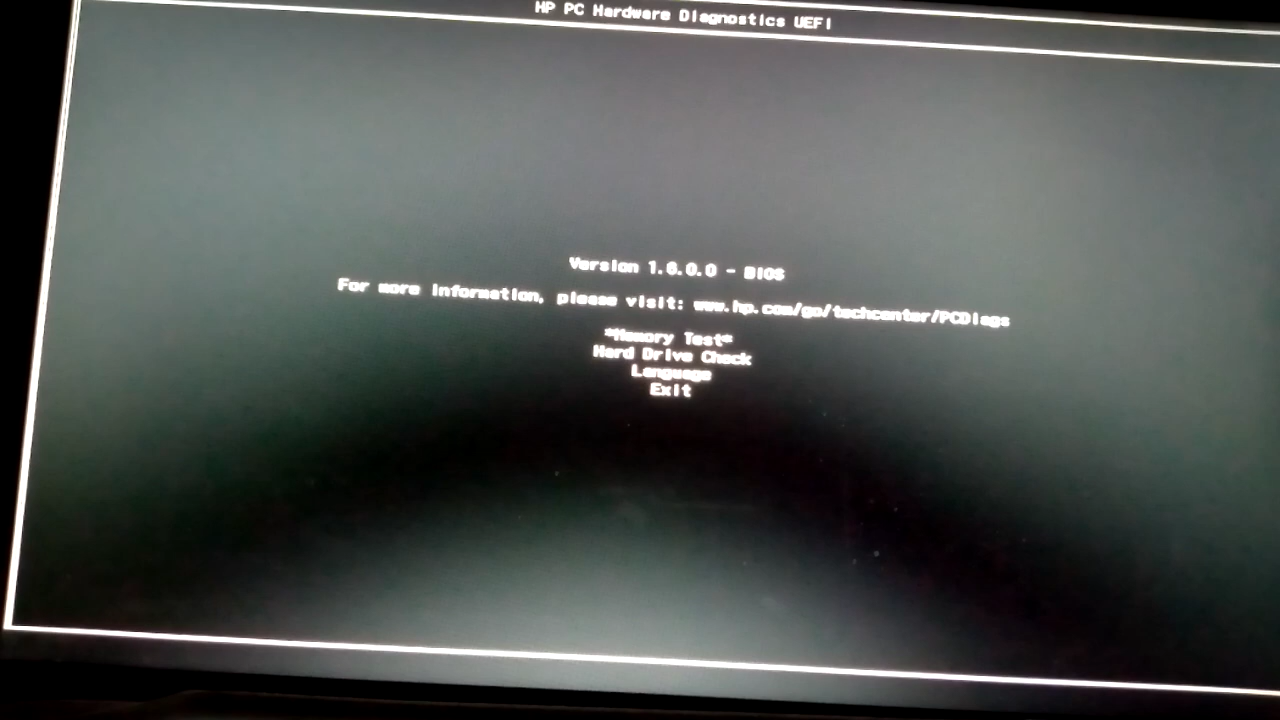 HP PC Hardware Diagnostics UEFI
Version 1.6.0.0 - BIOS
For more information, please visit: www.hp.com/go/techcenter/PCDiags
*Memory Test*
Hard Drive Check
Language
Exit